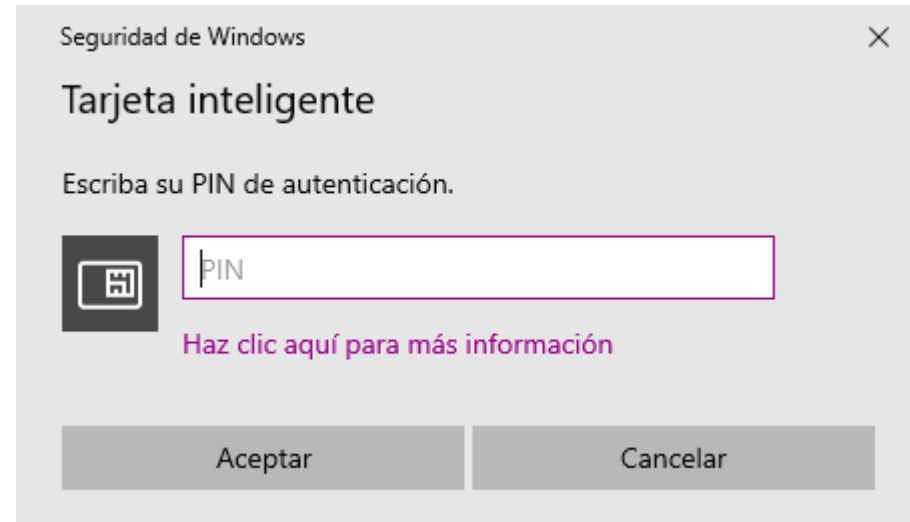 Seguridad de Windows
Tarjeta inteligente
Escriba su PIN de autenticación.
PIN
Haz clic aquí para más información
Aceptar
Cancelar